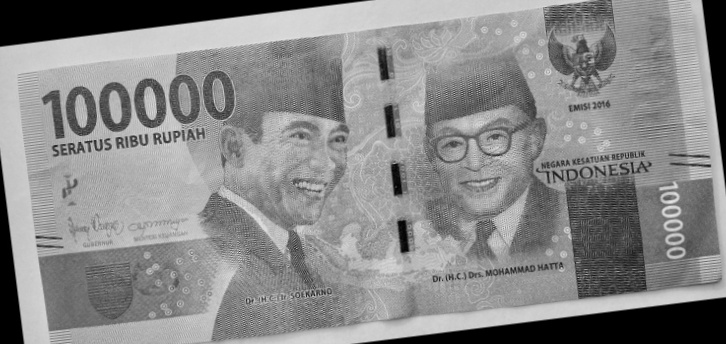 100000
SERATUS RIBU RUPIAH
EMISI 2016
NEGARA KESATUAN REPUBLIK
INDONESIA
GUBERNUR
MENTERI KEUANGAN
Dr. (H.C.) Ir. SOEKARNO
Dr. (H.C.) Drs. MOHAMMAD HATTA
100000